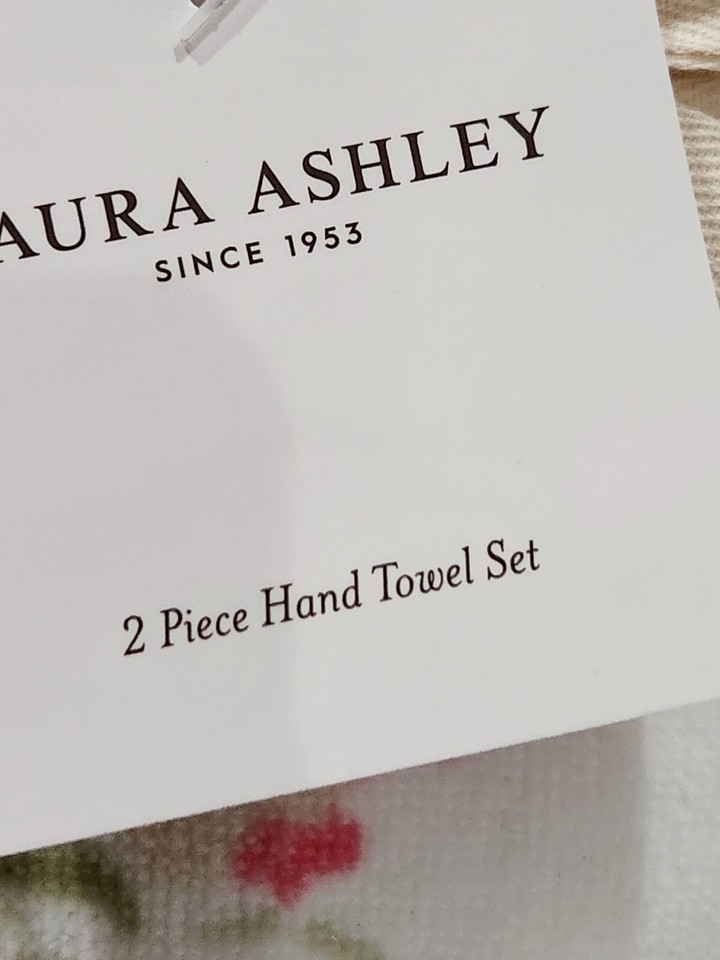 AURA ASHLEY
SINCE 1953
2 Piece Hand Towel Set